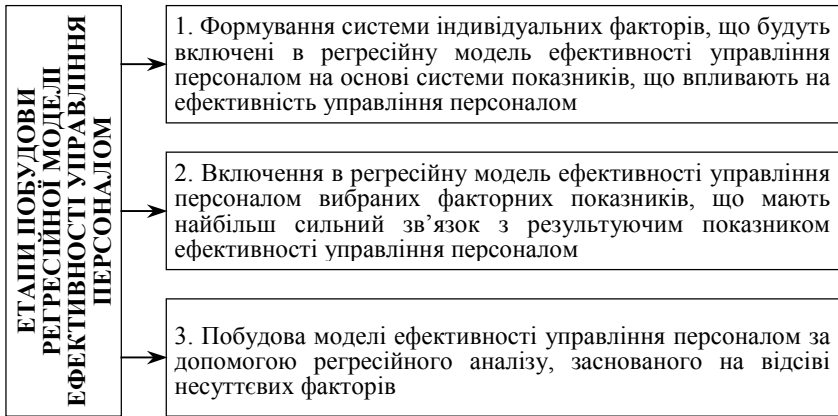 ЕТАПИ ПОБУДОВИ
РЕГРЕСІЙНОЇ МОДЕЛІ
ЕФЕКТИВНОСТІ УПРАВЛІННЯ
ПЕРСОНАЛОМ
1. Формування системи індивідуальних факторів, що будуть
включені в регресійну модель ефективності управління
персоналом на основі системи показників, що впливають на
ефективність управління персоналом
2. Включення в регресійну модель ефективності управління
персоналом вибраних факторних показників, що мають
найбільш сильний зв’язок з результуючим показником
ефективності управління персоналом
3. Побудова моделі ефективності управління персоналом за
допомогою регресійного аналізу, заснованого на відсіві
несуттєвих факторів